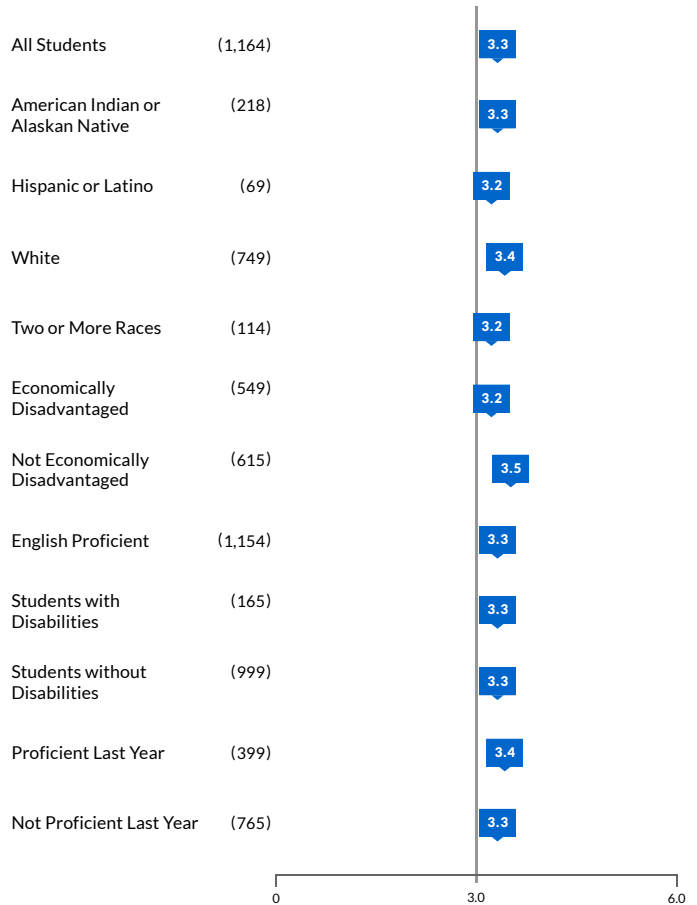 All Students (1,164) 3.3
American Indian or (218)
Alaskan Native 3.3
Hispanic or Latino (69) 3.2
White (749) 3.4
Two or More Races (114) 3.2
Economically (549)
Disadvantaged 3.2
Not Economically (615)
Disadvantaged 3.5
English Proficient (1,154) 3.3
Students with (165)
Disabilities 3.3
Students without (999)
Disabilities 3.3
Proficient Last Year (399) 3.4
Not Proficient Last Year (765) 3.3
0 3.0 6.0